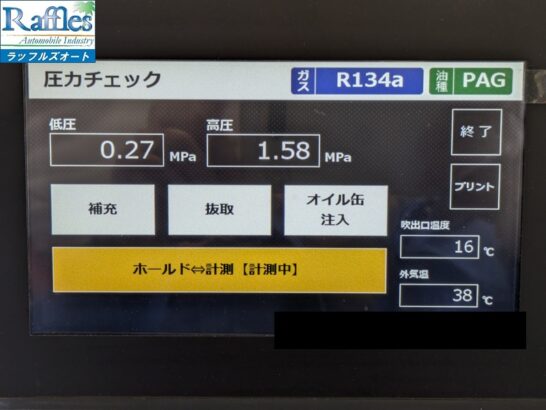 Raffles
Automobile Industry
ラッフルズオート
圧力チェック
ガス R134a
油種 PAG
低圧
0.27 MPa
高圧
1.58 MPa
終了
プリント
補充
抜取
オイル缶
注入
吹出口温度
16 ℃
ホールド⇔計測【計測中】
外気温
38 ℃